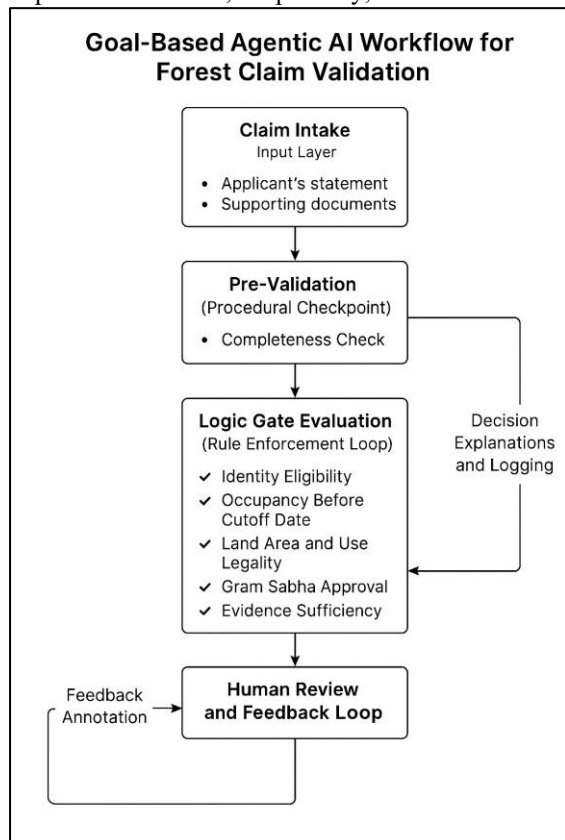 Goal-Based Agentic AI Workflow for
Forest Claim Validation
Claim Intake
Input Layer
• Applicant's statement
• Supporting documents
Pre-Validation
(Procedural Checkpoint)
• Completeness Check
Logic Gate Evaluation
(Rule Enforcement Loop)
✓ Identity Eligibility
✓ Occupancy Before
Cutoff Date
✓ Land Area and Use
Legality
✓ Gram Sabha Approval
✓ Evidence Sufficiency
Decision
Explanations
and Logging
Human Review
and Feedback Loop
Feedback
Annotation